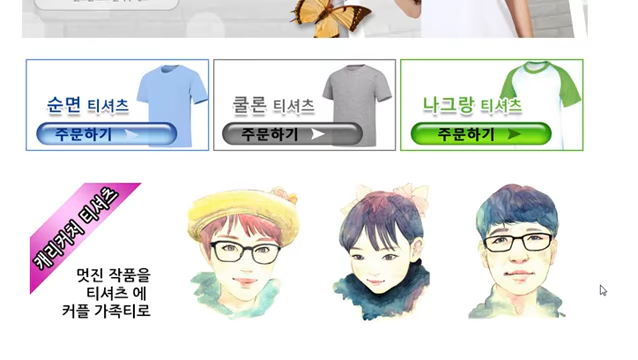 순면 티셔츠
주문하기
쿨론 티셔츠
주문하기
나그랑 티셔츠
주문하기
캐리커처 티셔츠
멋진 작품을
티셔츠 에
커플 가족티로